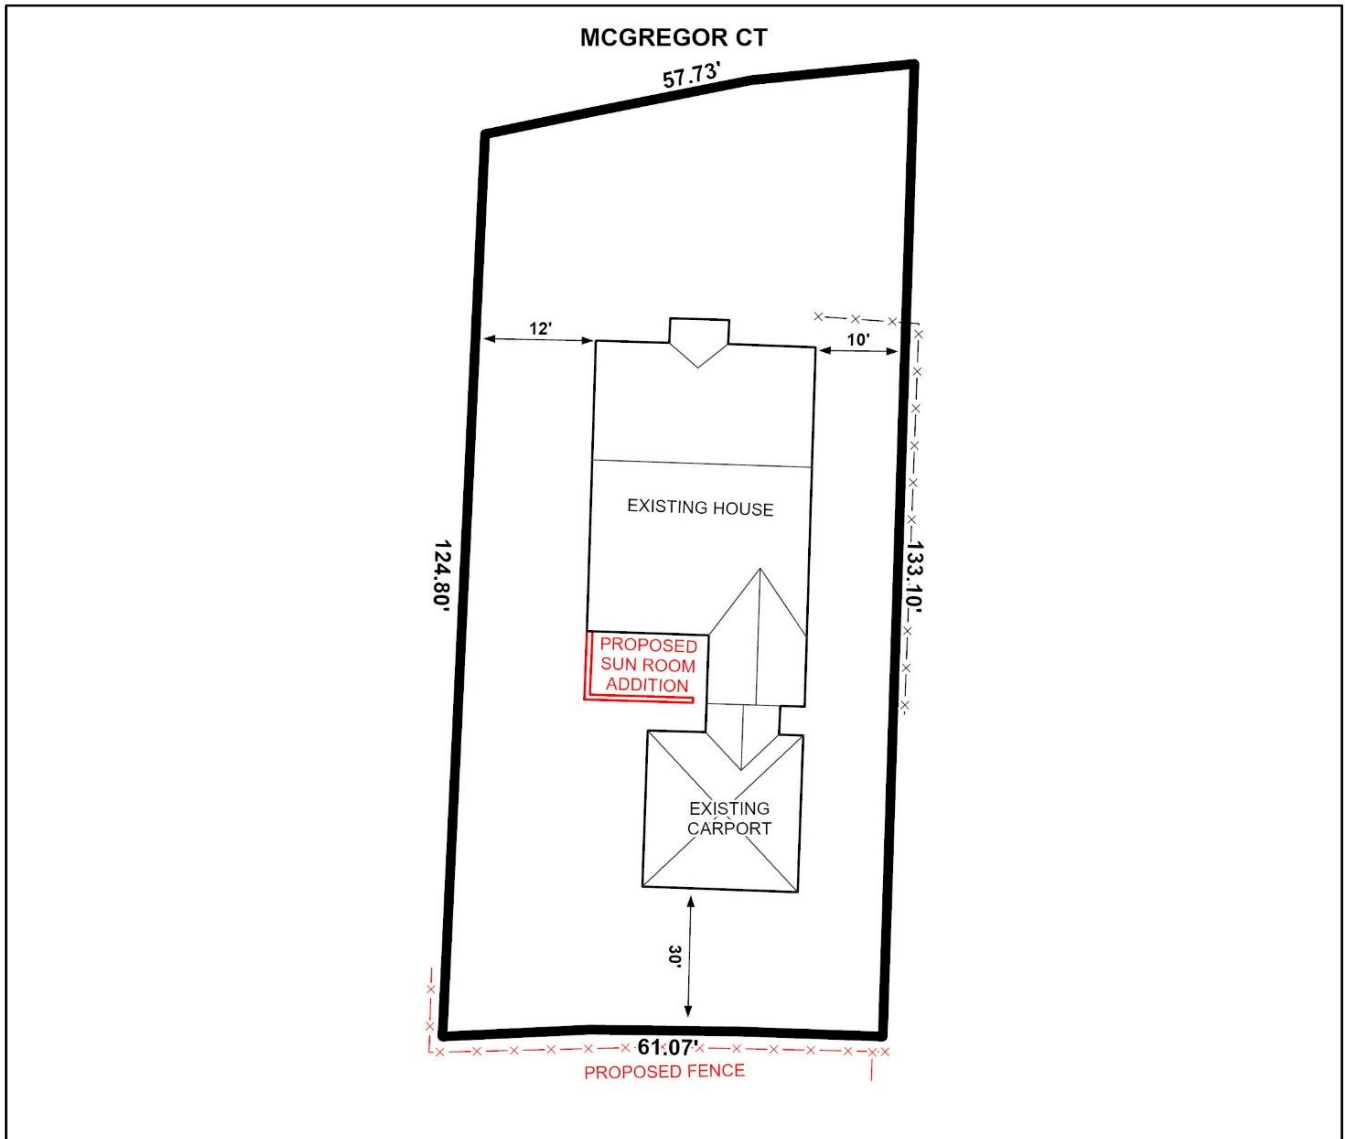 MCGREGOR CT
57.73'
12'
10'
EXISTING HOUSE
124.80'
133.10'
PROPOSED
SUN ROOM
ADDITION
EXISTING
CARPORT
30'
61.07'
PROPOSED FENCE